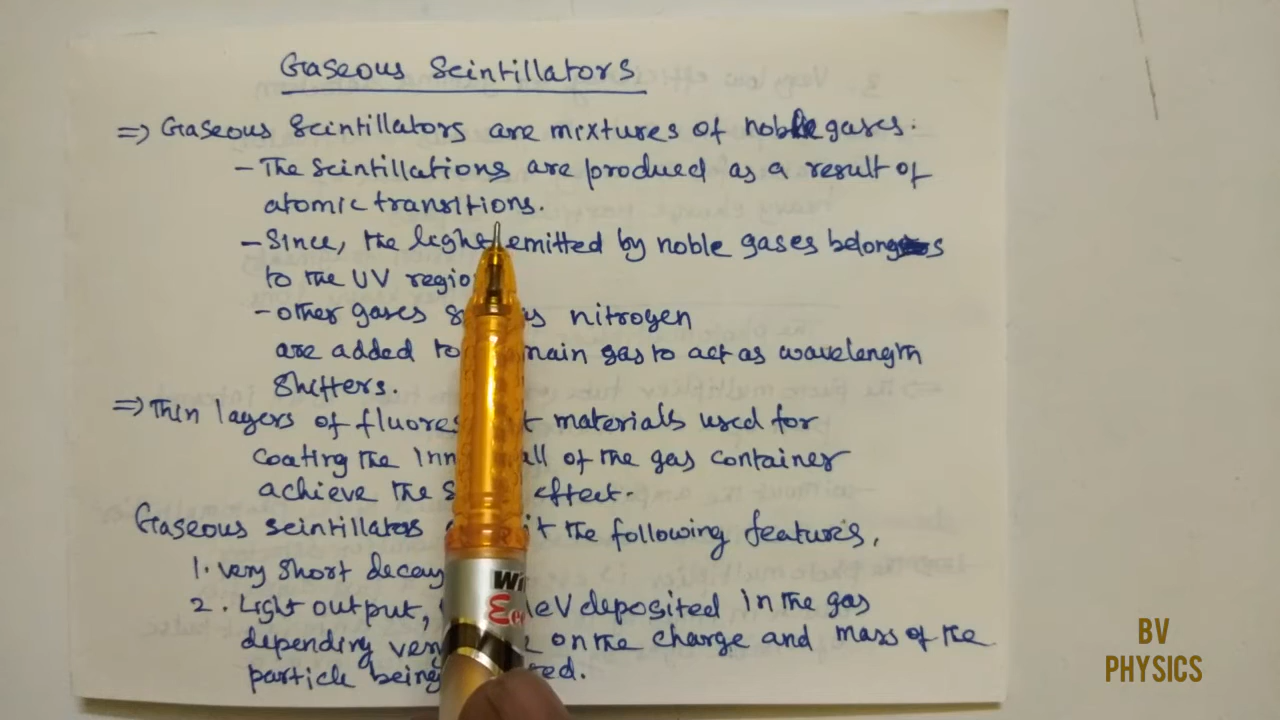 Gaseous Scintillators
⇒ Gaseous Scintillators are mixtures of noble gases.
- The Scintillations are produced as a result of
atomic transitions.
- Since, the light emitted by noble gases belongs
to the UV
- other gases nitrogen
are added to main gas to act as wavelength
shifters.
⇒ Thin layers of materials used for
coating the of the gas container
achieve the effect.
Gaseous scintillators the following features,
1. very short decay
2. Light output, deposited in the gas
depending on the charge and mass of the
particle being
Wi
BV
PHYSICS